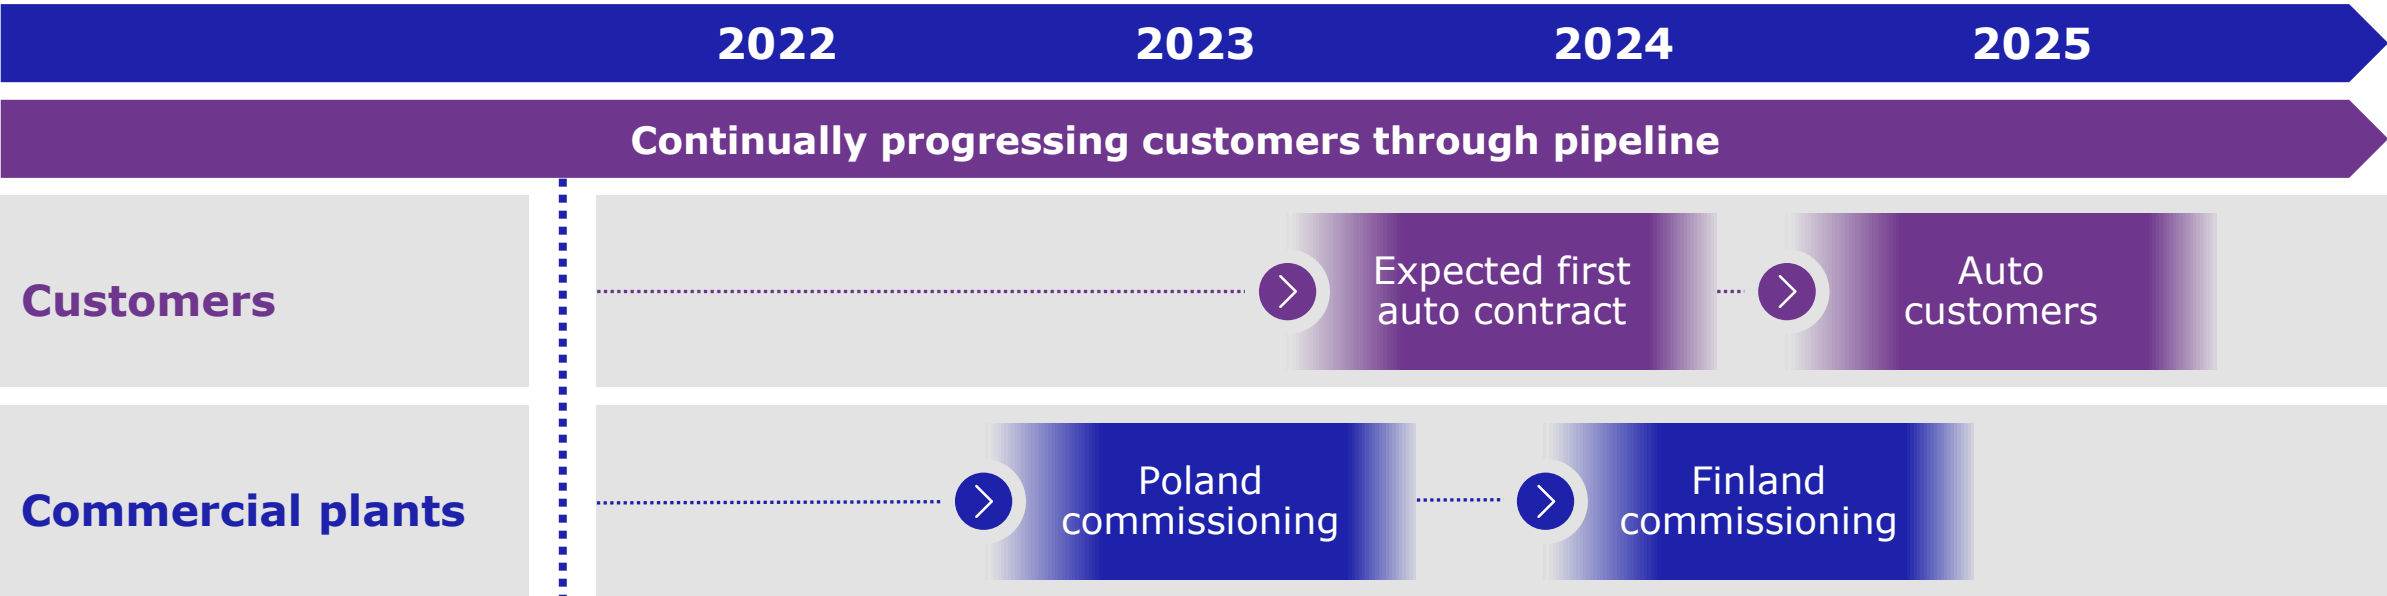 2022 2023 2024 2025
Continually progressing customers through pipeline
Customers
Expected first
auto contract
Auto
customers
Commercial plants
Poland
commissioning
Finland
commissioning